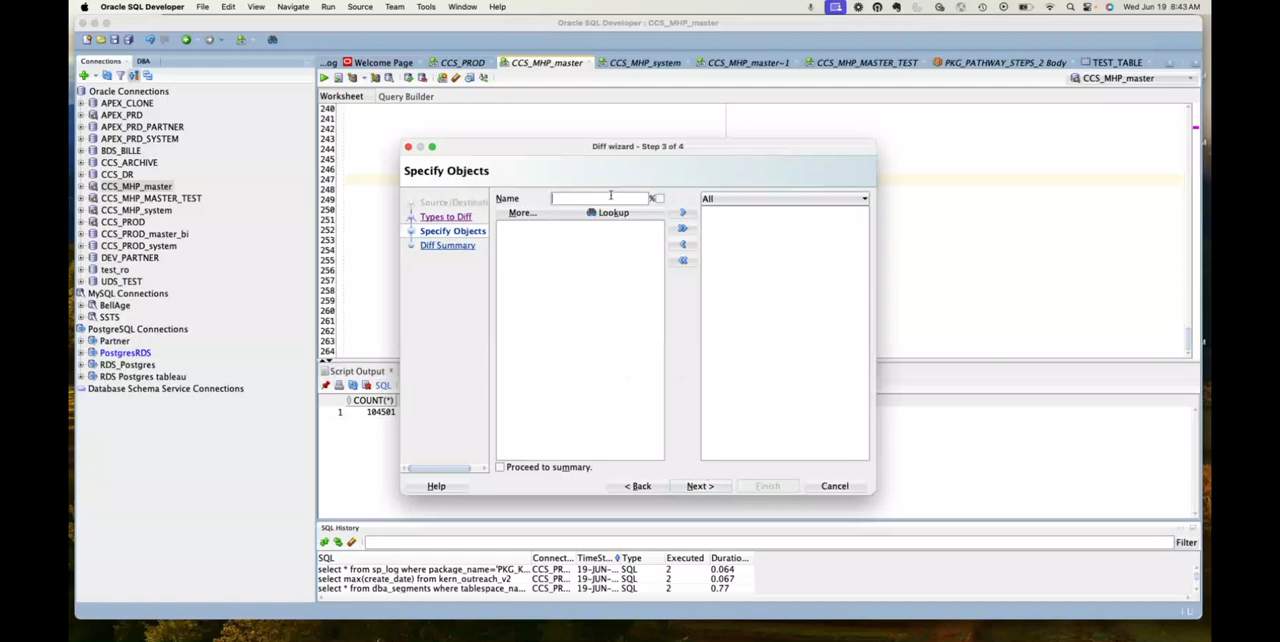 Oracle SQL Developer File Edit View Navigate Run Source Team Tools Window Help Wed Jun 19 8:43AM
Oracle SQL Developer : CCS_MHP_master
Connections DBA
...og Welcome Page CCS_PROD CCS_MHP_master CCS_MHP_system CCS_MHP_master~1 CCS_MHP_MASTER_TEST PKG_PATHWAY_STEPS_2 Body TEST_TABLE
CCS_MHP_master
Worksheet Query Builder
Oracle Connections
APEX_CLONE
APEX_PRD
APEX_PRD_PARTNER
APEX_PRD_SYSTEM
BDS_BILLE
CCS_ARCHIVE
CCS_DR
CCS_MHP_master
CCS_MHP_MASTER_TEST
CCS_MHP_system
CCS_PROD
CCS_PROD_master_bi
CCS_PROD_system
DEV_PARTNER
test_ro
UDS_TEST
MySQL Connections
BellAge
SSTS
PostgreSQL Connections
Partner
PostgresRDS
RDS_Postgres
RDS Postgres tableau
Database Schema Service Connections
240
241
242
243
244
245
246
247
248
249
250
251
252
253
254
255
256
257
258
259
260
261
262
263
264
Diff wizard - Step 3 of 4
Specify Objects
Source/Destinati
Types to Diff
Specify Objects
Diff Summary
Name % All
More... Lookup
Proceed to summary.
Help < Back Next > Finish Cancel
Script Output
SQL
COUNT(*)
1 104501
SQL History
Filter
SQL Connect... TimeSt... Type Executed Duratio...
select * from sp_log where package_name='PKG_K... CCS_PR... 19-JUN-... SQL 2 0.064
select max(create_date) from kern_outreach_v2 CCS_PR... 19-JUN-... SQL 2 0.067
select * from dba_segments where tablespace_na... CCS_PR... 19-JUN-... SQL 2 0.77